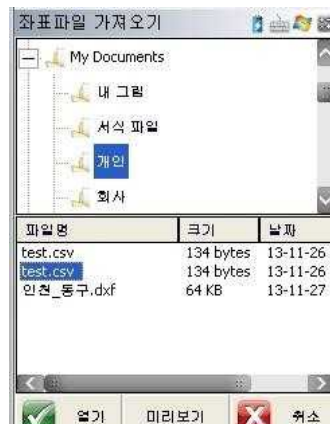 좌표파일 가져오기
My Documents
내 그림
서식 파일
개인
회사
파일명 크기 날짜
test.csv 134 bytes 13-11-26
test.csv 134 bytes 13-11-26
인천_동구.dxf 64 KB 13-11-27
열기 미리보기 취소